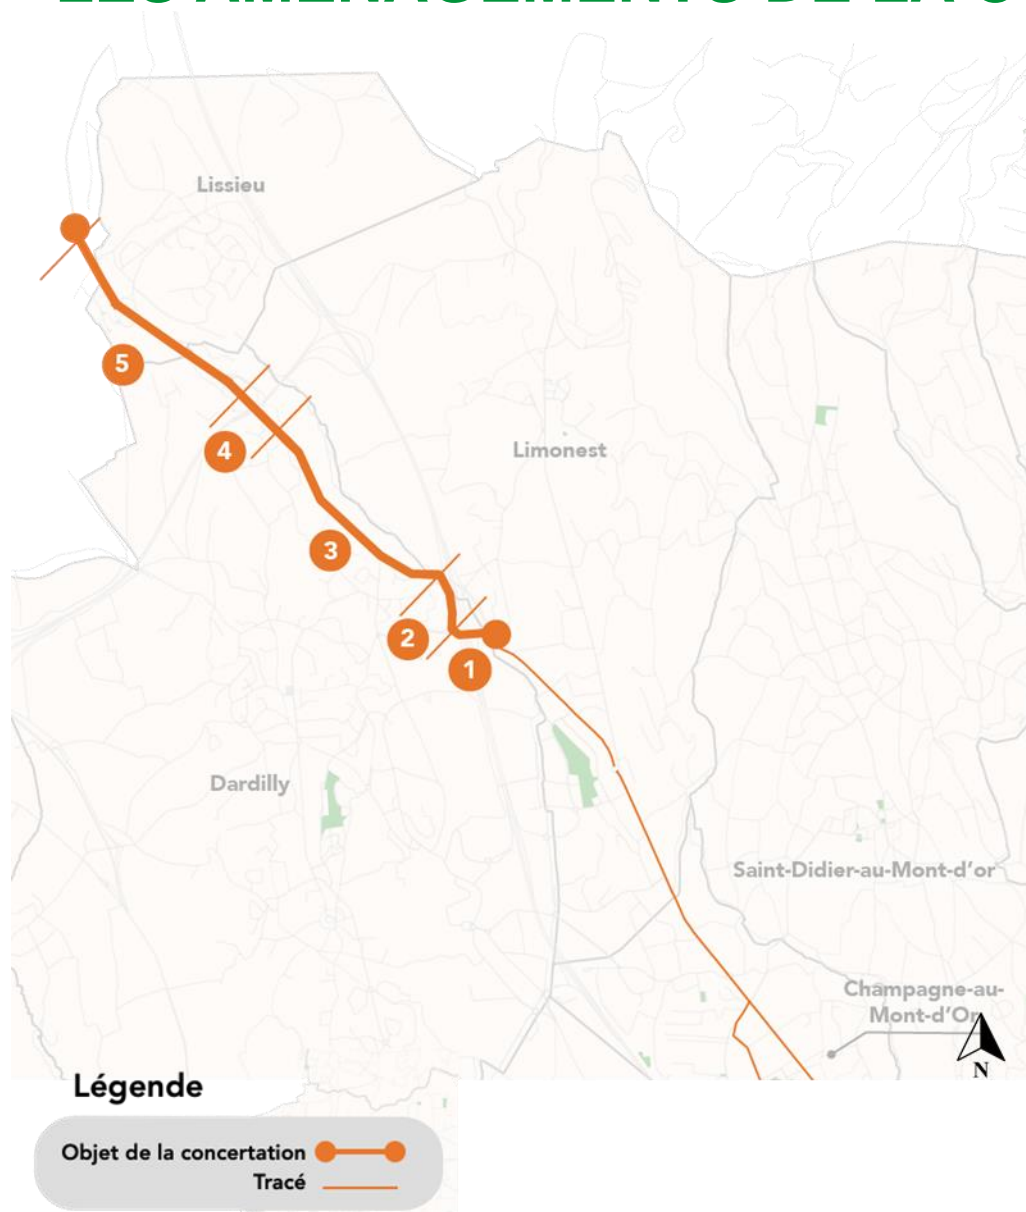 Lissieu
5
4
Limonest
3
2
1
Dardilly
Saint-Didier-au-Mont-d'or
Champagne-au-
Mont-d'Or
N
Légende
Objet de la concertation
Tracé